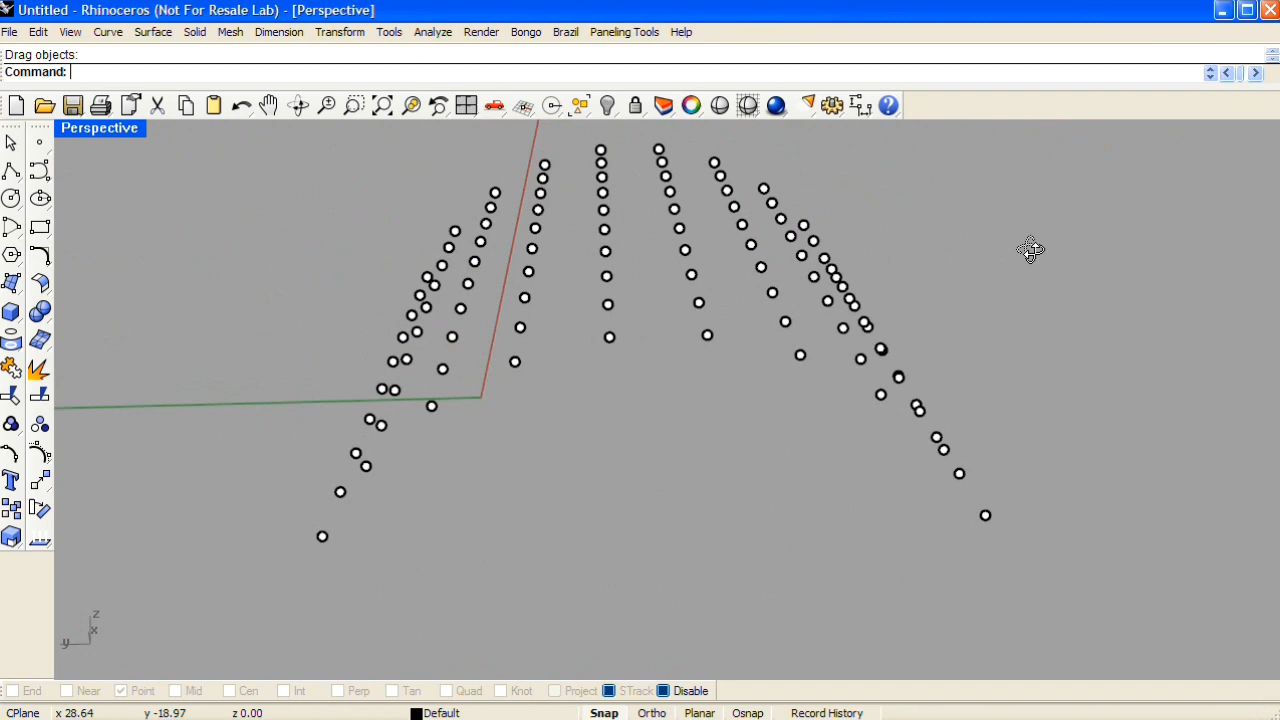 Untitled - Rhinoceros (Not For Resale Lab) - [Perspective]
File Edit View Curve Surface Solid Mesh Dimension Transform Tools Analyze Render Bongo Brazil Paneling Tools Help
Drag objects:
Command:
Perspective
z
x
y
End Near Point Mid Cen Int Perp Tan Quad Knot Project STrack Disable
CPlane x 28.64 y -18.97 z 0.00 Default Snap Ortho Planar Osnap Record History